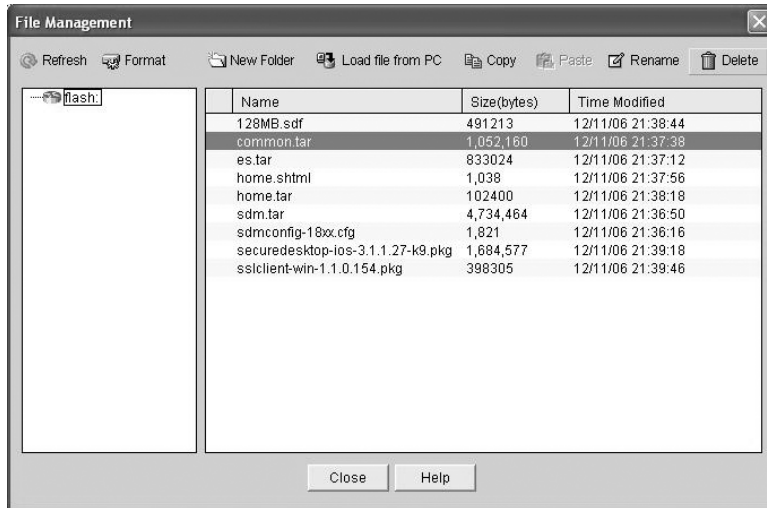 File Management
Refresh Format New Folder Load file from PC Copy Paste Rename Delete
flash:
Name Size(bytes) Time Modified
128MB.sdf 491213 12/11/06 21:38:44
common.tar 1,052,160 12/11/06 21:37:38
es.tar 833024 12/11/06 21:37:12
home.shtml 1,038 12/11/06 21:37:56
home.tar 102400 12/11/06 21:38:18
sdm.tar 4,734,464 12/11/06 21:36:50
sdmconfig-18xx.cfg 1,821 12/11/06 21:36:16
securedesktop-ios-3.1.1.27-k9.pkg 1,684,577 12/11/06 21:39:18
sslclient-win-1.1.0.154.pkg 398305 12/11/06 21:39:46
Close Help